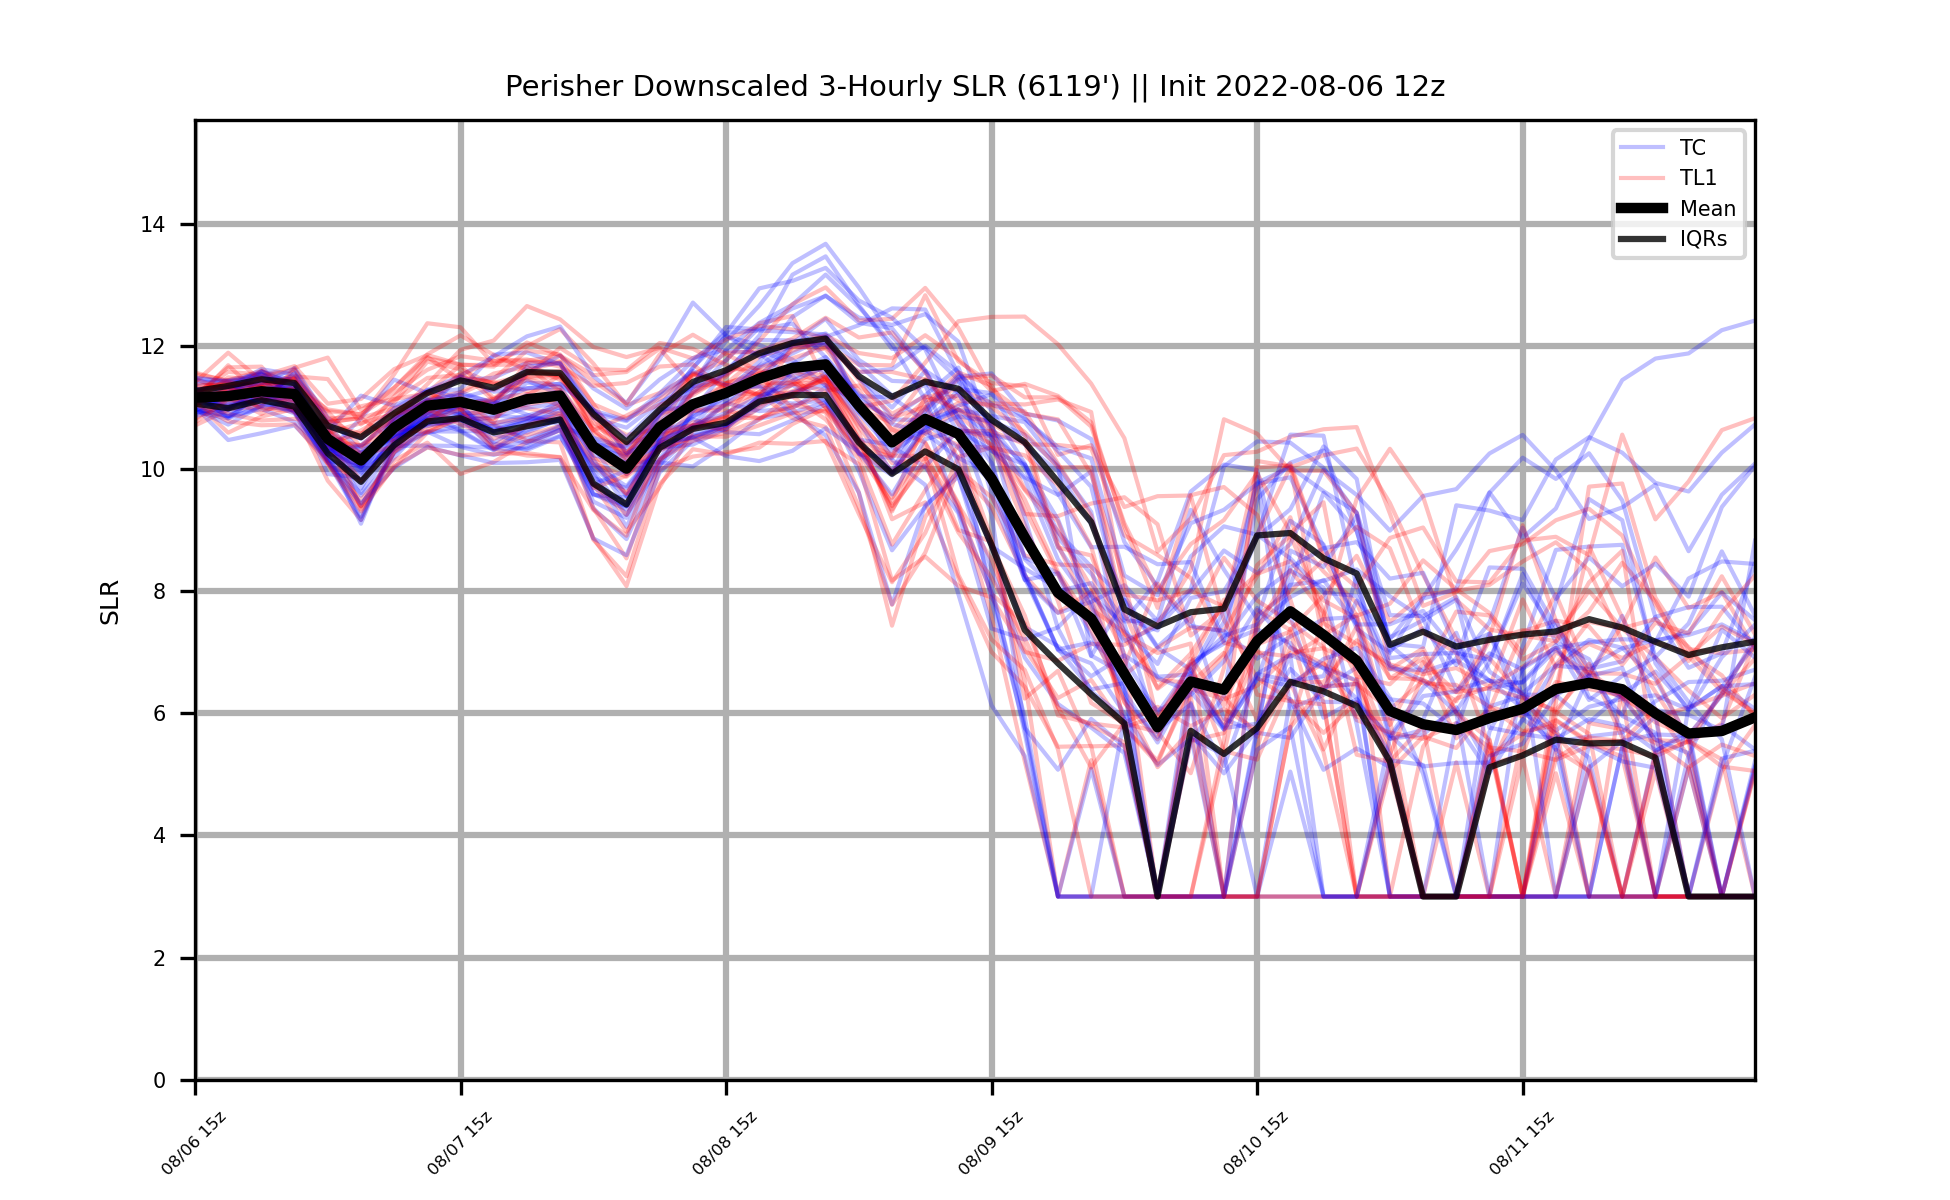 Perisher Downscaled 3-Hourly SLR (6119') || Init 2022-08-06 12z
TC
TL1
Mean
IQRs
14
12
10
8
6
4
2
0
SLR
08/06 15z
08/07 15z
08/08 15z
08/09 15z
08/10 15z
08/11 15z